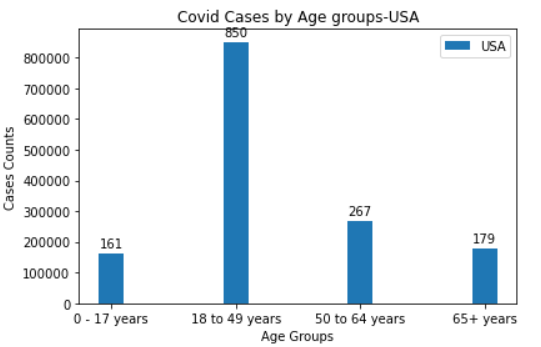 Covid Cases by Age groups-USA
850
USA
800000
700000
600000
500000
400000
300000
267
200000
161
179
100000
0
Cases Counts
0 - 17 years
18 to 49 years
50 to 64 years
65+ years
Age Groups